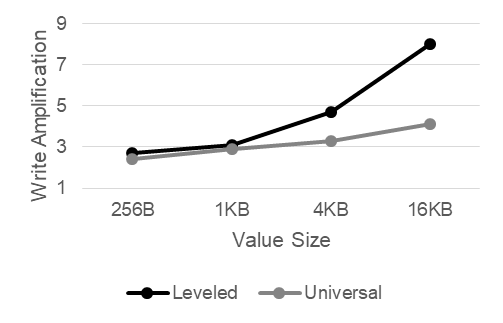 9
7
5
3
1
Write Amplification
256B 1KB 4KB 16KB
Value Size
Leveled Universal